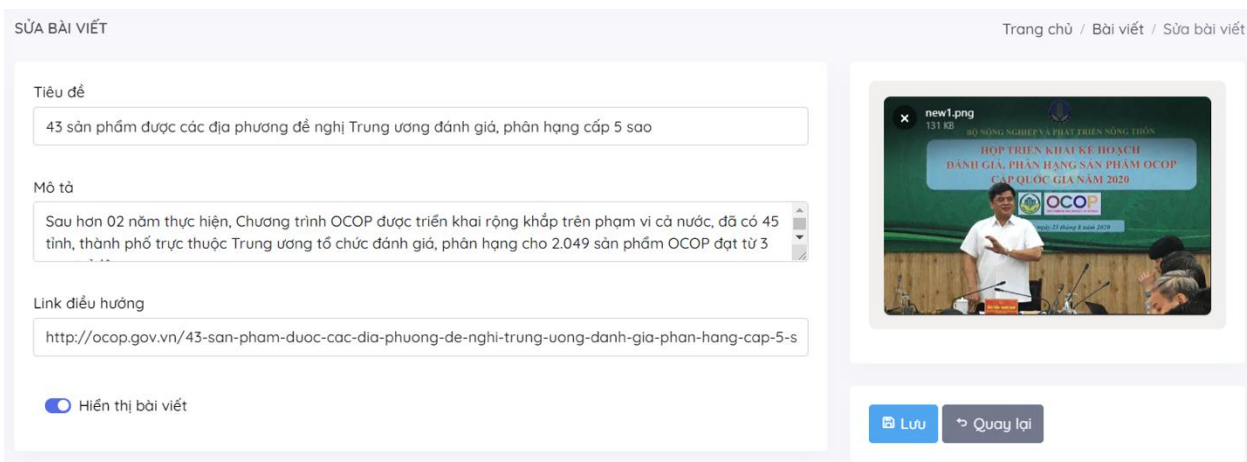 SỬA BÀI VIẾT
Trang chủ / Bài viết / Sửa bài viết
Tiêu đề
43 sản phẩm được các địa phương đề nghị Trung ương đánh giá, phân hạng cấp 5 sao
Mô tả
Sau hơn 02 năm thực hiện, Chương trình OCOP được triển khai rộng khắp trên phạm vi cả nước, đã có 45
tỉnh, thành phố trực thuộc Trung ương tổ chức đánh giá, phân hạng cho 2.049 sản phẩm OCOP đạt từ 3
Link điều hướng
http://ocop.gov.vn/43-san-pham-duoc-cac-dia-phuong-de-nghi-trung-uong-danh-gia-phan-hang-cap-5-s
Hiển thị bài viết
new1.png
131 KB
BỘ NÔNG NGHIỆP VÀ PHÁT TRIỂN NÔNG THÔN
HỌP TRIỂN KHAI KẾ HOẠCH
ĐÁNH GIÁ, PHÂN HẠNG SẢN PHẨM OCOP
CẤP QUỐC GIA NĂM 2020
OCOP
ngày 23 tháng 8 năm 2020
Lưu
Quay lại